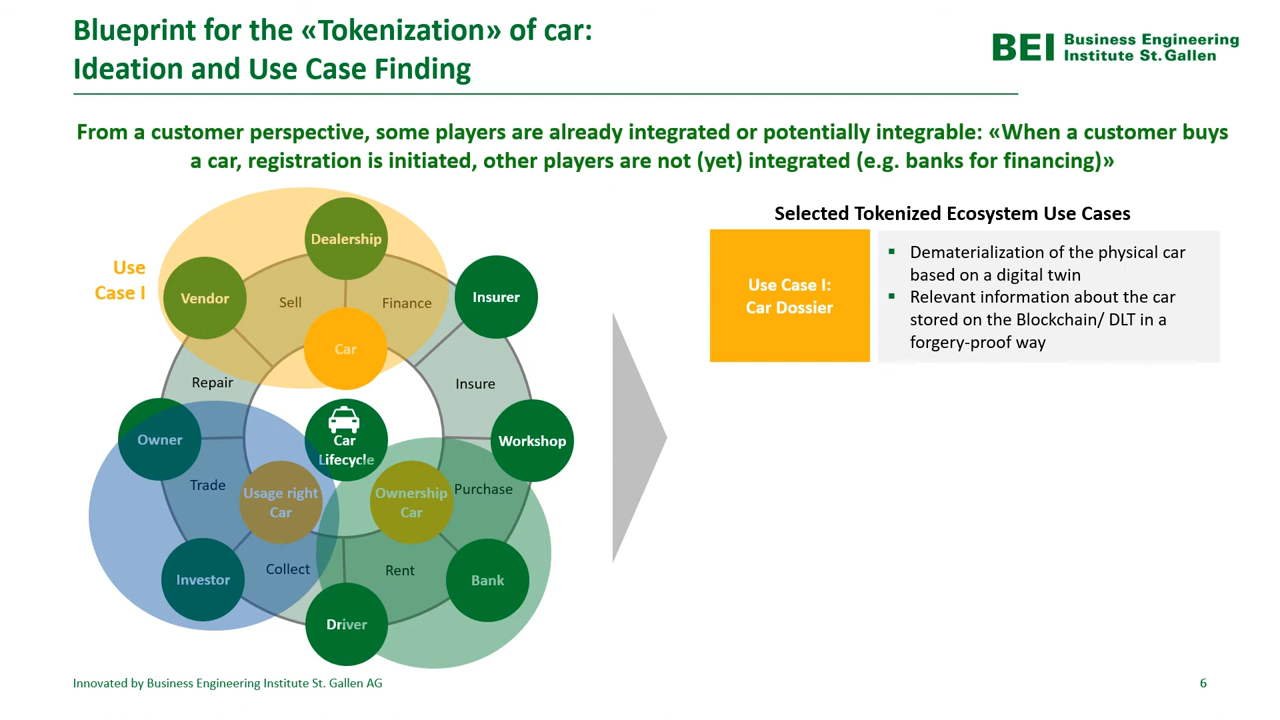 Blueprint for the «Tokenization» of car:
Ideation and Use Case Finding
BEI Business Engineering
Institute St. Gallen
From a customer perspective, some players are already integrated or potentially integrable: «When a customer buys
a car, registration is initiated, other players are not (yet) integrated (e.g. banks for financing)»
Use
Case I
Dealership
Vendor
Sell
Finance
Insurer
Car
Repair
Insure
Owner
Car
Lifecycle
Workshop
Trade
Usage right
Car
Ownership
Car
Purchase
Investor
Collect
Rent
Bank
Driver
Selected Tokenized Ecosystem Use Cases
Use Case I:
Car Dossier
▪ Dematerialization of the physical car
based on a digital twin
▪ Relevant information about the car
stored on the Blockchain/ DLT in a
forgery-proof way
Innovated by Business Engineering Institute St. Gallen AG
6